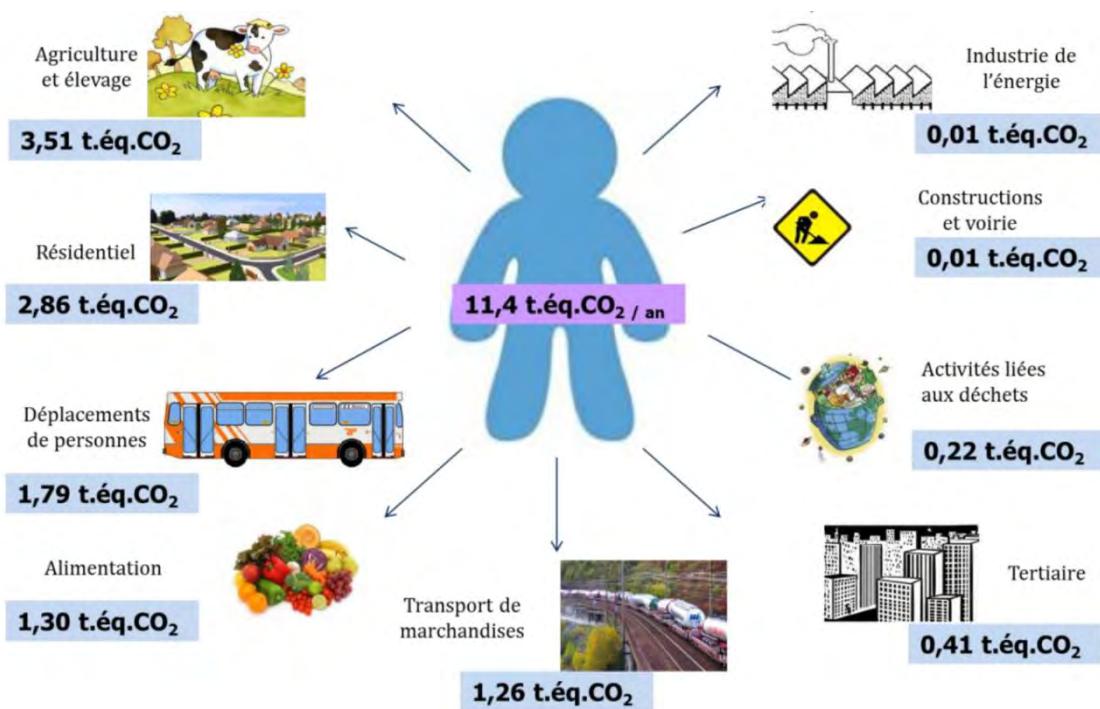 Agriculture
et élevage
3,51 t.éq.CO₂
Résidentiel
2,86 t.éq.CO₂
Déplacements
de personnes
1,79 t.éq.CO₂
Alimentation
1,30 t.éq.CO₂
Transport de
marchandises
1,26 t.éq.CO₂
11,4 t.éq.CO₂ / an
Industrie de
l'énergie
0,01 t.éq.CO₂
Constructions
et voirie
0,01 t.éq.CO₂
Activités liées
aux déchets
0,22 t.éq.CO₂
Tertiaire
0,41 t.éq.CO₂